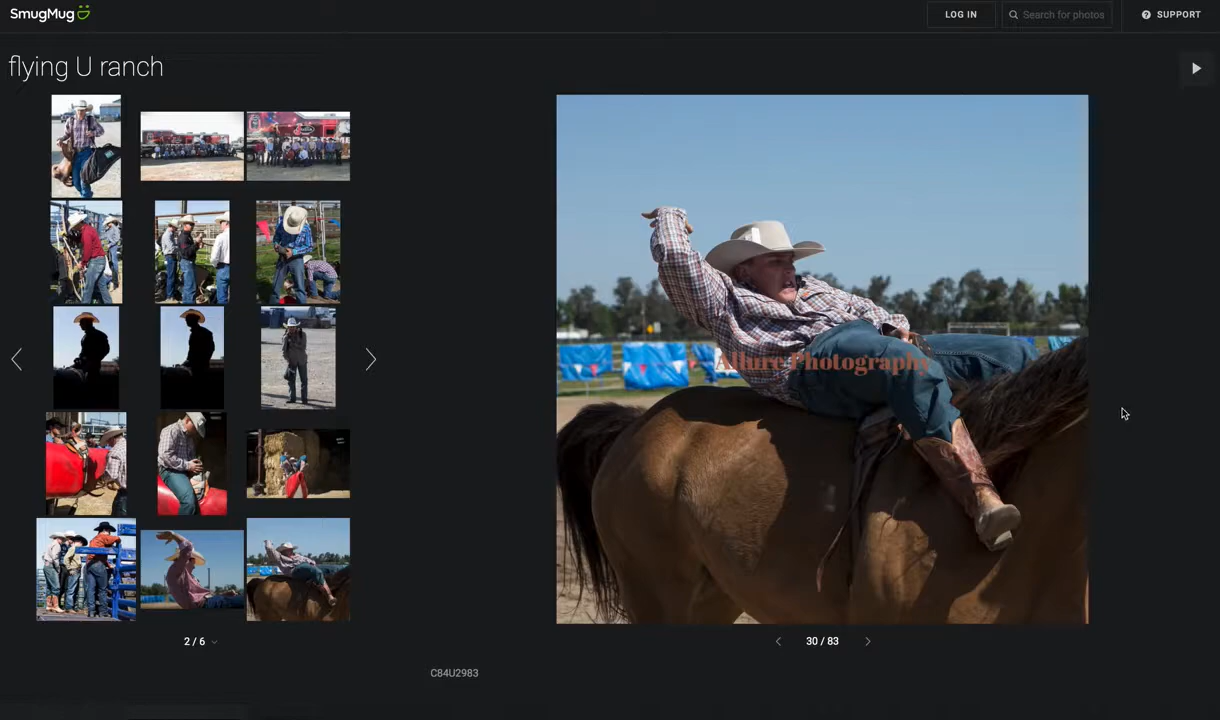 SmugMug
LOG IN
Search for photos
SUPPORT
flying U ranch
Allure Photography
2 / 6
30 / 83
C84U2983